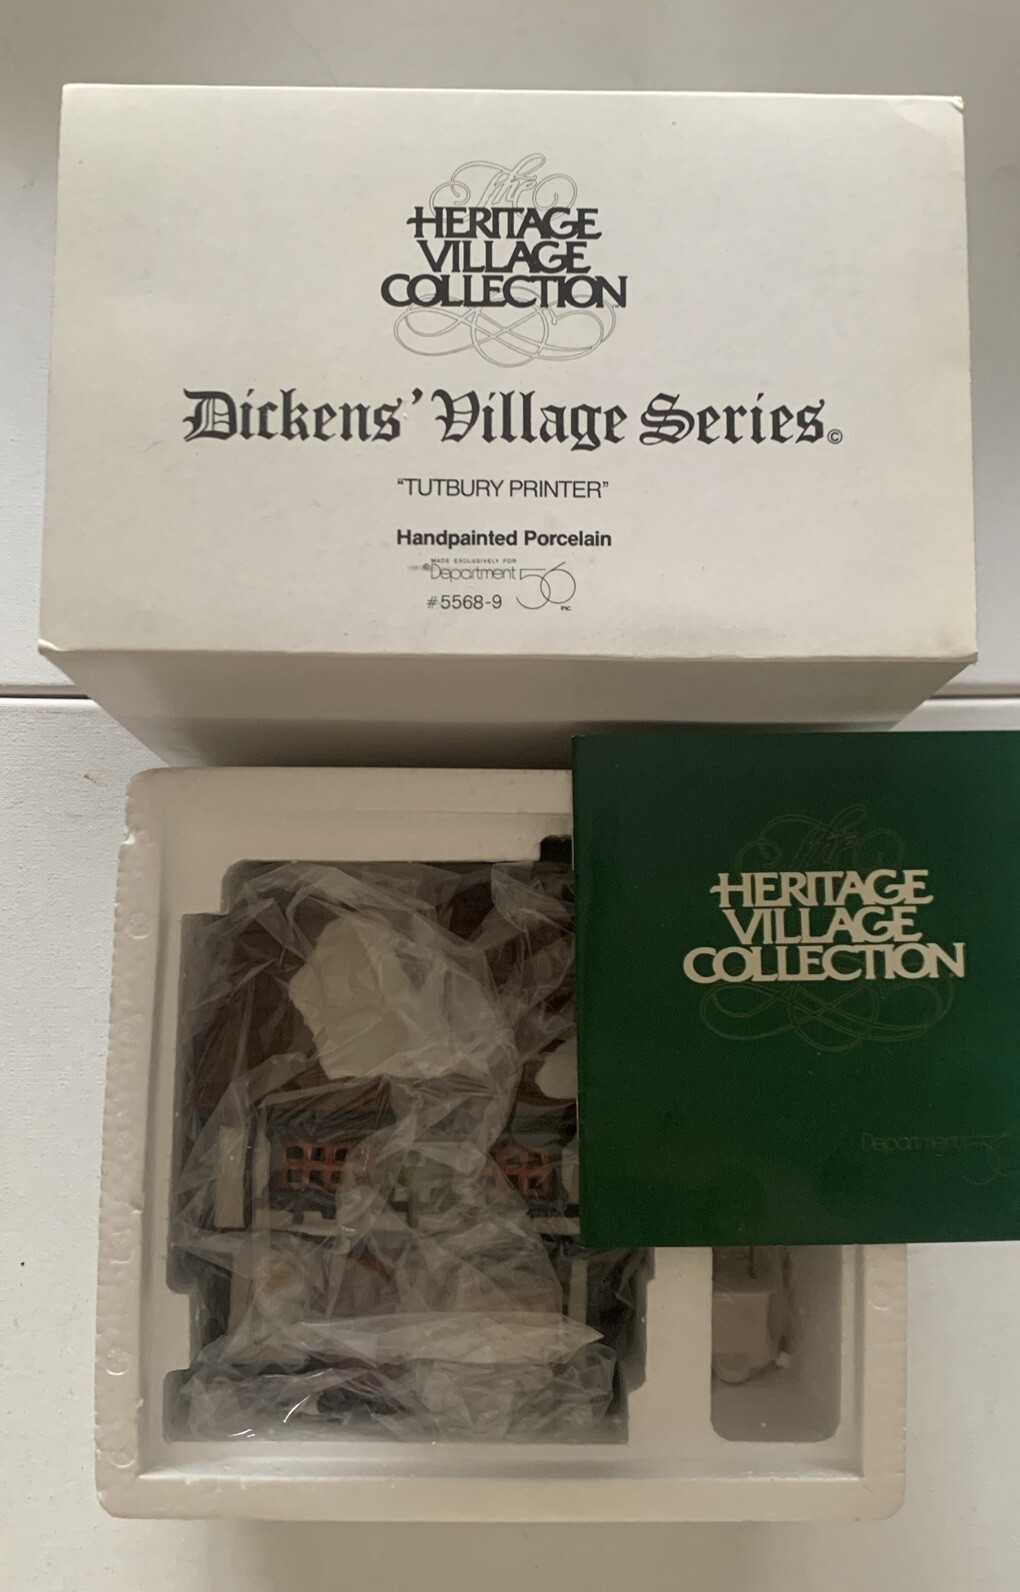 The
HERITAGE
VILLAGE
COLLECTION
Dickens' Village Series©
"TUTBURY PRINTER"
Handpainted Porcelain
MADE EXCLUSIVELY FOR
©Department 56 inc.
#5568-9
The
HERITAGE
VILLAGE
COLLECTION
Department 56